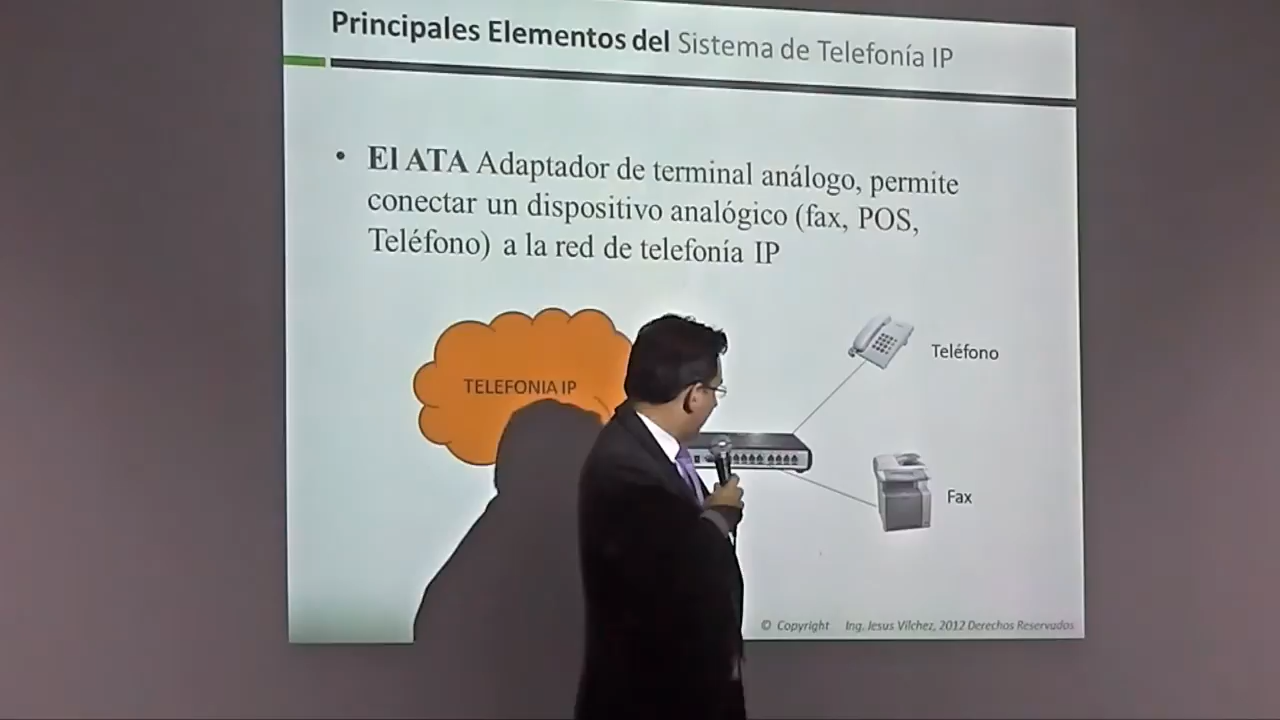 Principales Elementos del Sistema de Telefonía IP
• El ATA Adaptador de terminal análogo, permite
conectar un dispositivo analógico (fax, POS,
Teléfono) a la red de telefonía IP
TELEFONIA IP
Teléfono
Fax
© Copyright Ing. Jesus Vilchez, 2012 Derechos Reservados